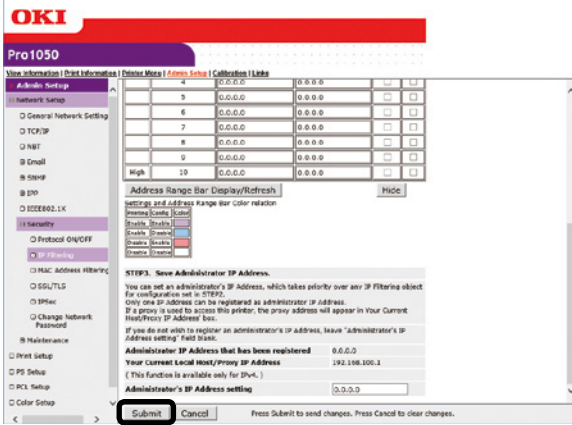 OKI
Pro1050
View Information | Print Information | Printer Menu | Admin Setup | Calibration | Links
Admin Setup
Network Setup
General Network Setting
TCP/IP
NBT
Email
SNMP
IPP
IEEE802.1X
Security
Protocol ON/OFF
IP Filtering
MAC Address Filtering
SSL/TLS
IPSec
Change Network
Password
Maintenance
Print Setup
PS Setup
PCL Setup
Color Setup
4 0.0.0.0 0.0.0.0
5 0.0.0.0 0.0.0.0
6 0.0.0.0 0.0.0.0
7 0.0.0.0 0.0.0.0
8 0.0.0.0 0.0.0.0
9 0.0.0.0 0.0.0.0
High 10 0.0.0.0 0.0.0.0
Address Range Bar Display/Refresh Hide
Settings and Address Range Bar Color relation
Printing Config Color
Enable Enable
Enable Disable
Disable Enable
Disable Disable
STEP3. Save Administrator IP Address.
You can set an administrator's IP Address, which takes priority over any IP Filtering object
for configuration set in STEP2.
Only one IP Address can be registered as administrator IP Address.
If a proxy is used to access this printer, the proxy address will appear in 'Your Current
Host/Proxy IP Address' box.
If you do not wish to register an administrator's IP Address, leave "Administrator's IP
Address setting" field blank.
Administrator IP Address that has been registered 0.0.0.0
Your Current Local Host/Proxy IP Address 192.168.100.1
( This function is available only for IPv4. )
Administrator's IP Address setting 0.0.0.0
Submit Cancel Press Submit to send changes. Press Cancel to clear changes.